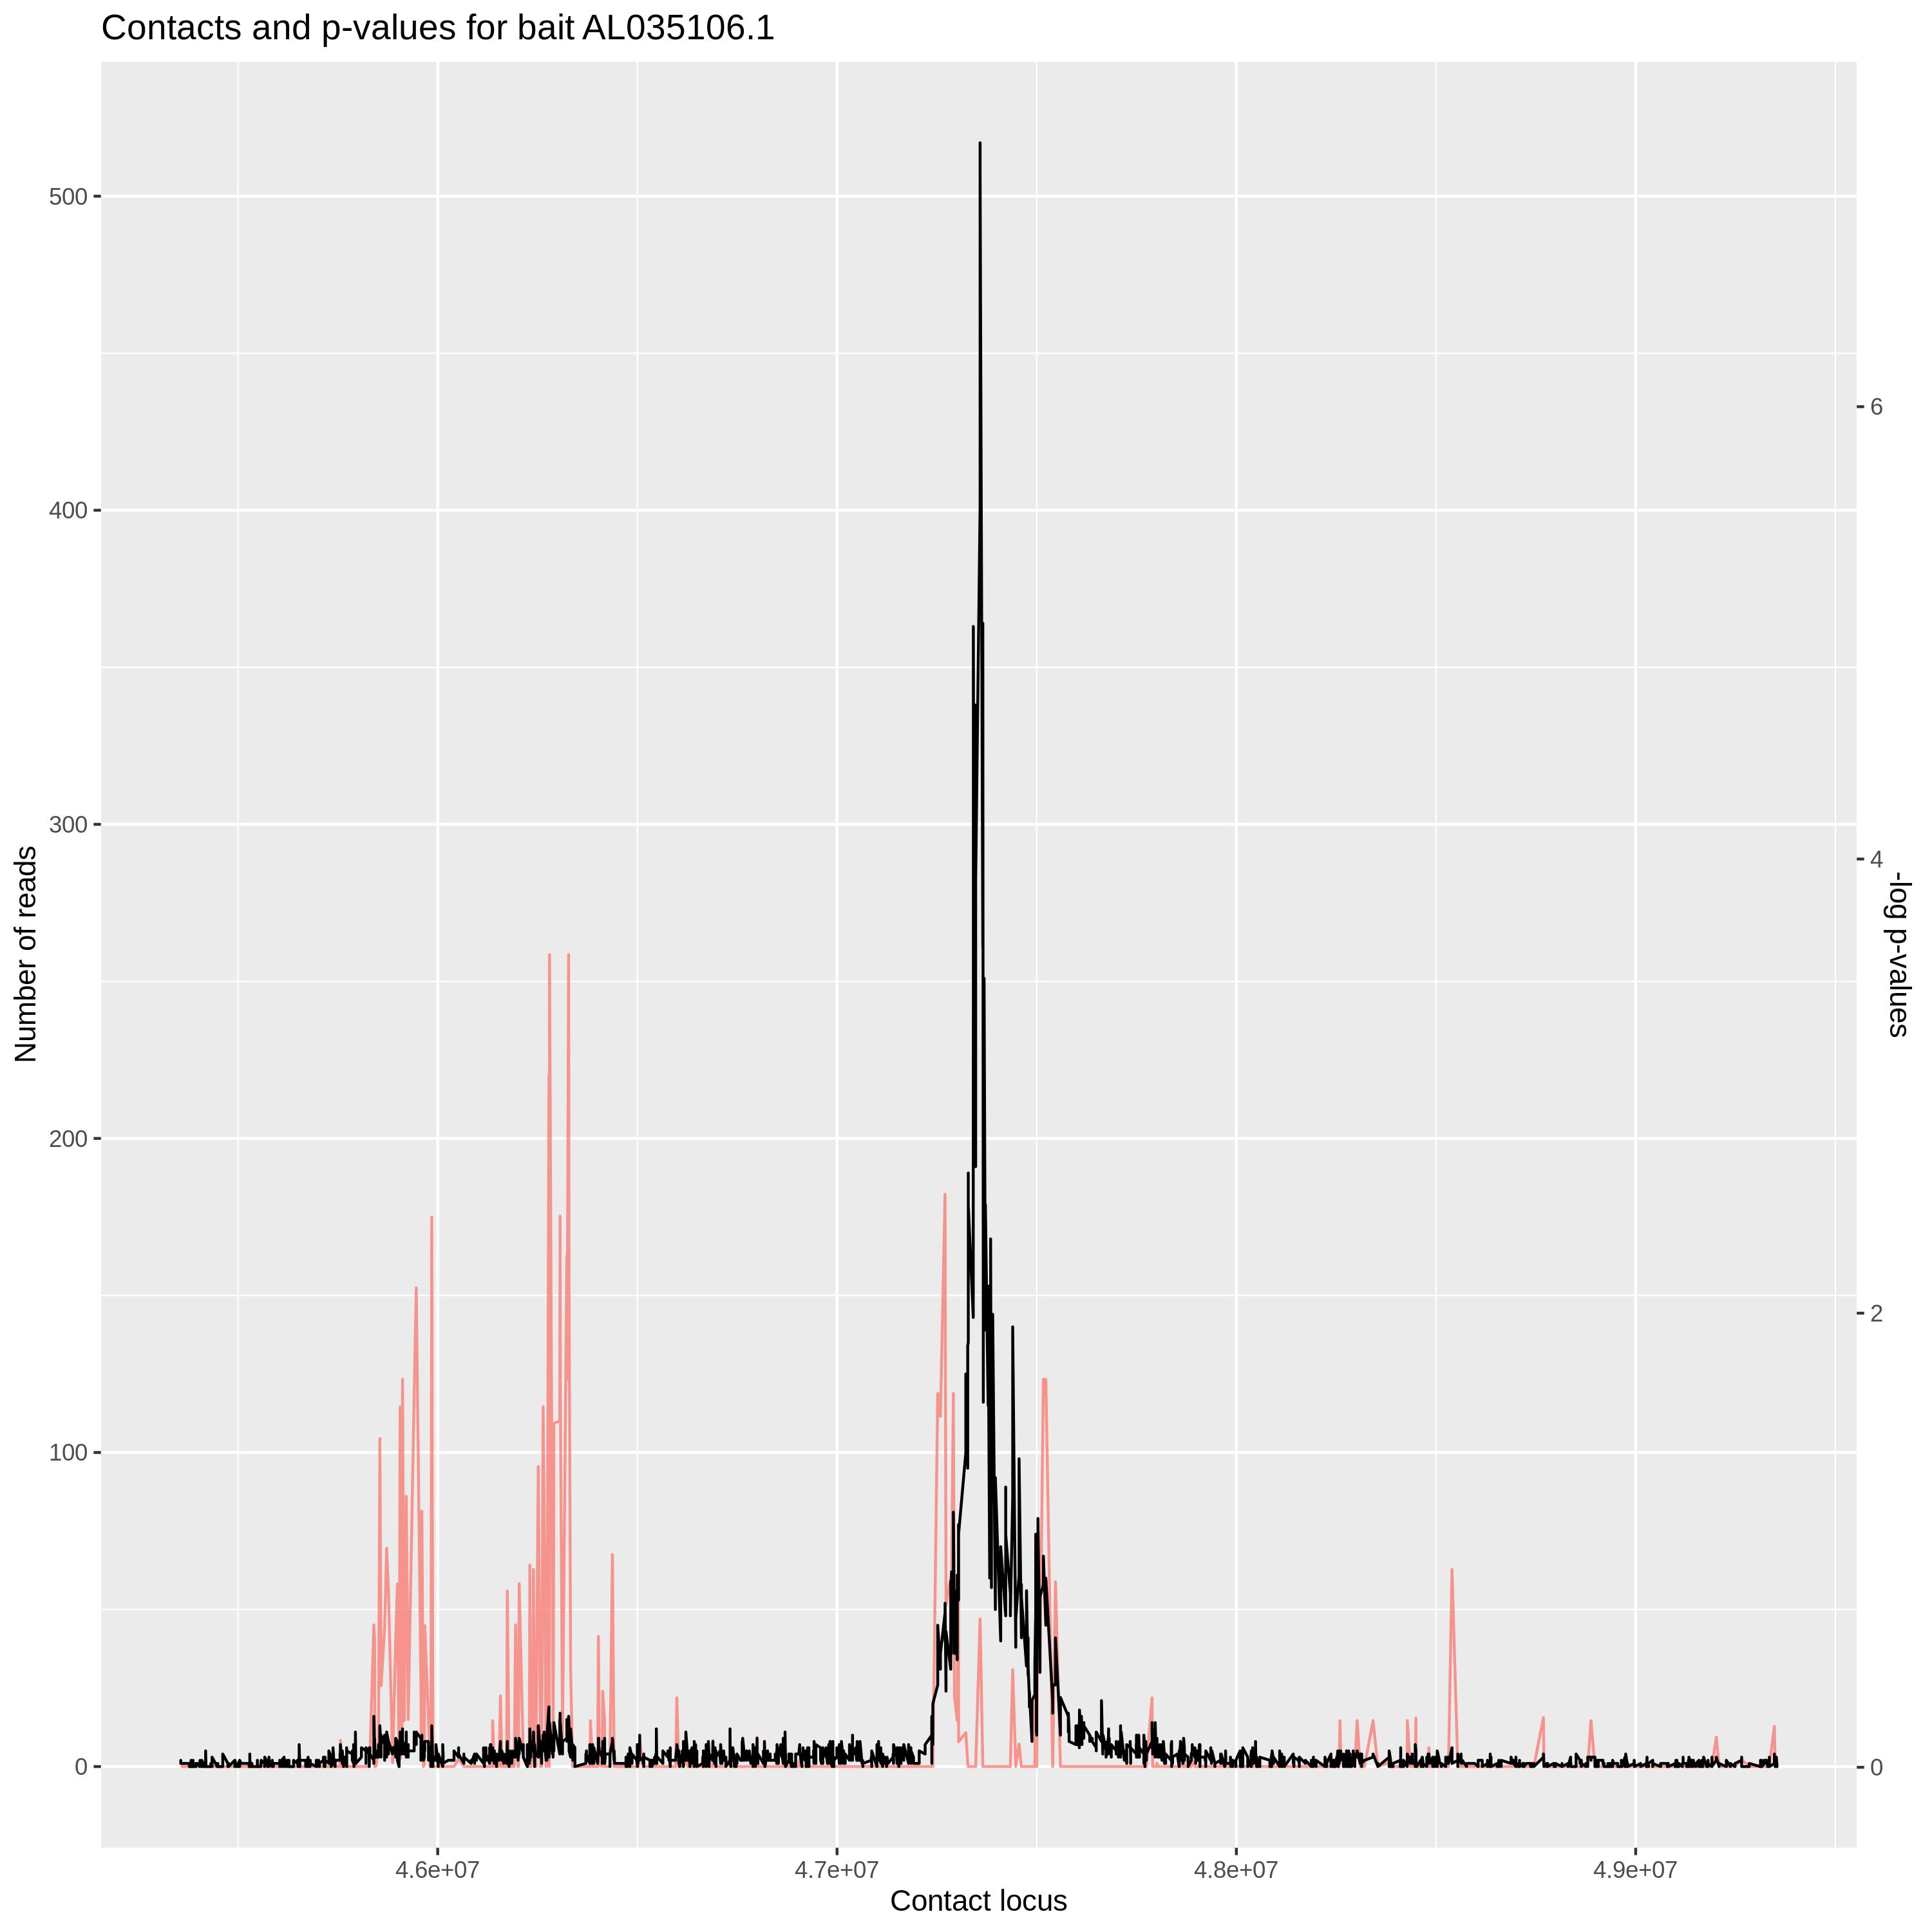 Contacts and p-values for bait AL035106.1
500
400
300
200
100
0
Number of reads
6
4
2
0
-log p-values
4.6e+07
4.7e+07
4.8e+07
4.9e+07
Contact locus